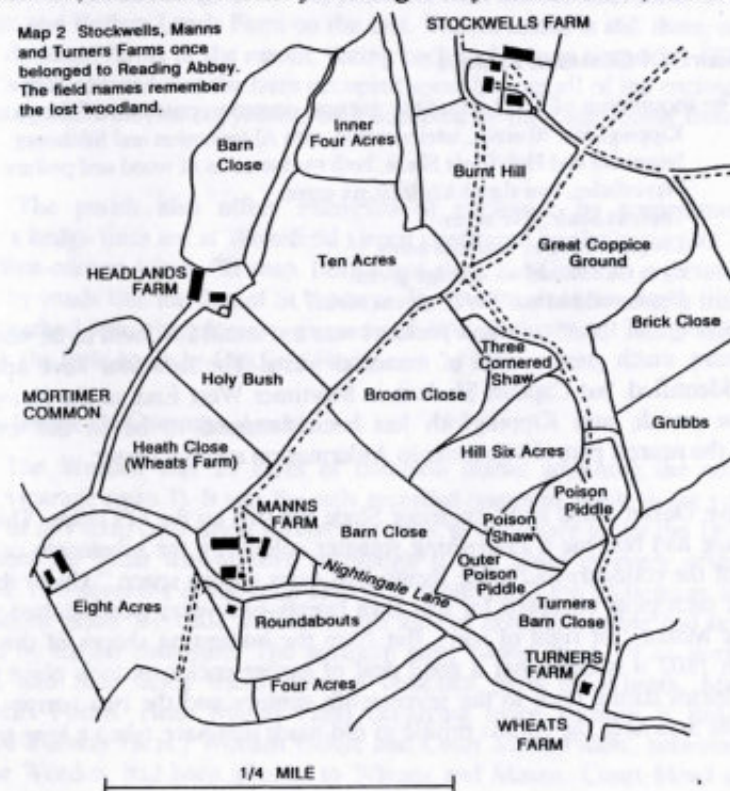 STOCKWELLS FARM
Map 2 Stockwells, Manns
and Turners Farms once
belonged to Reading Abbey.
The field names remember
the lost woodland.
Inner
Four Acres
Barn
Close
Burnt Hill
Great Coppice
Ground
Ten Acres
HEADLANDS
FARM
Brick Close
Three
Cornered
Shaw
Holy Bush
Broom Close
MORTIMER
COMMON
Grubbs
Heath Close
(Wheats Farm)
Hill Six Acres
Poison
Piddle
MANNS
FARM
Barn Close
Poison
Shaw
Outer
Poison
Piddle
Nightingale Lane
Eight Acres
Roundabouts
Turners
Barn Close
TURNERS
FARM
Four Acres
WHEATS
FARM
1/4 MILE